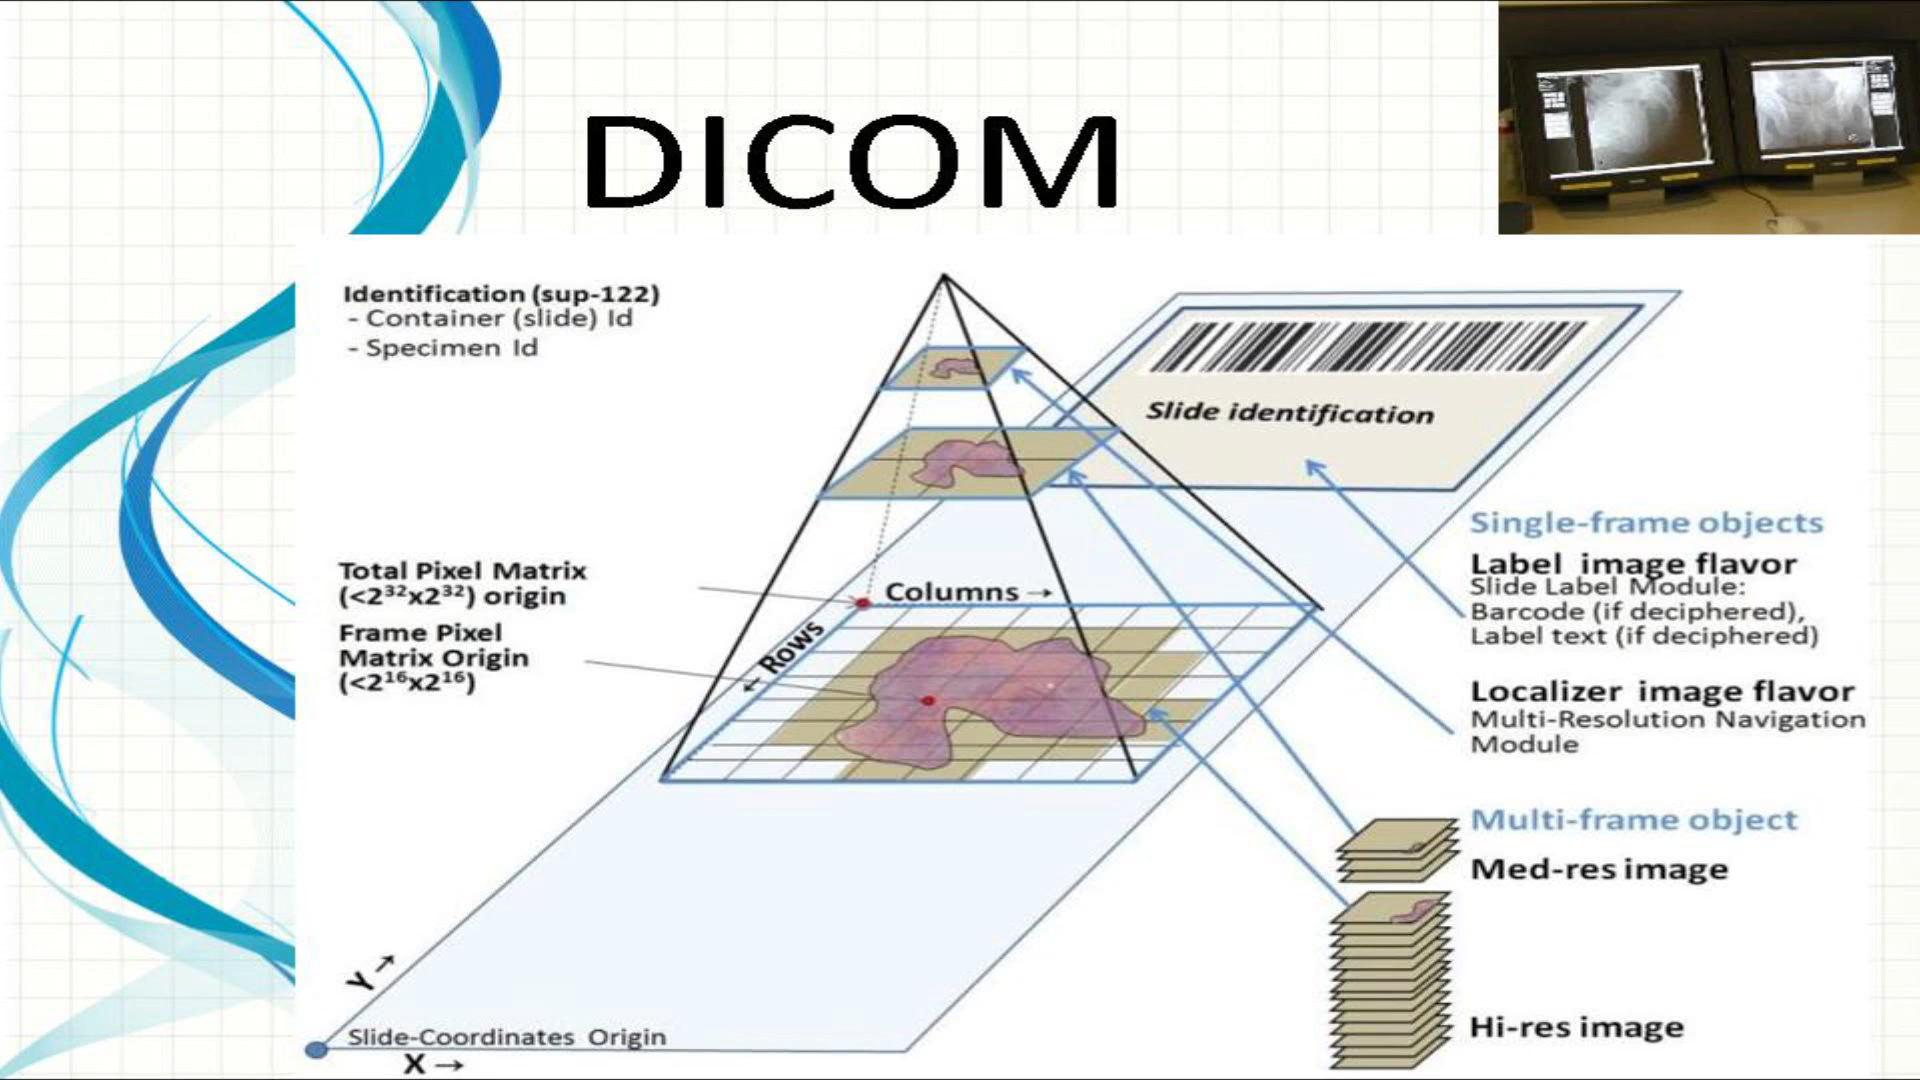 DICOM
Identification (sup-122)
- Container (slide) Id
- Specimen Id
Slide identification
Single-frame objects
Label image flavor
Slide Label Module:
Barcode (if deciphered),
Label text (if deciphered)
Total Pixel Matrix
(<2³²x2³²) origin
Columns →
← Rows
Frame Pixel
Matrix Origin
(<2¹⁶x2¹⁶)
Localizer image flavor
Multi-Resolution Navigation
Module
Multi-frame object
Med-res image
Hi-res image
Y →
Slide-Coordinates Origin
X →